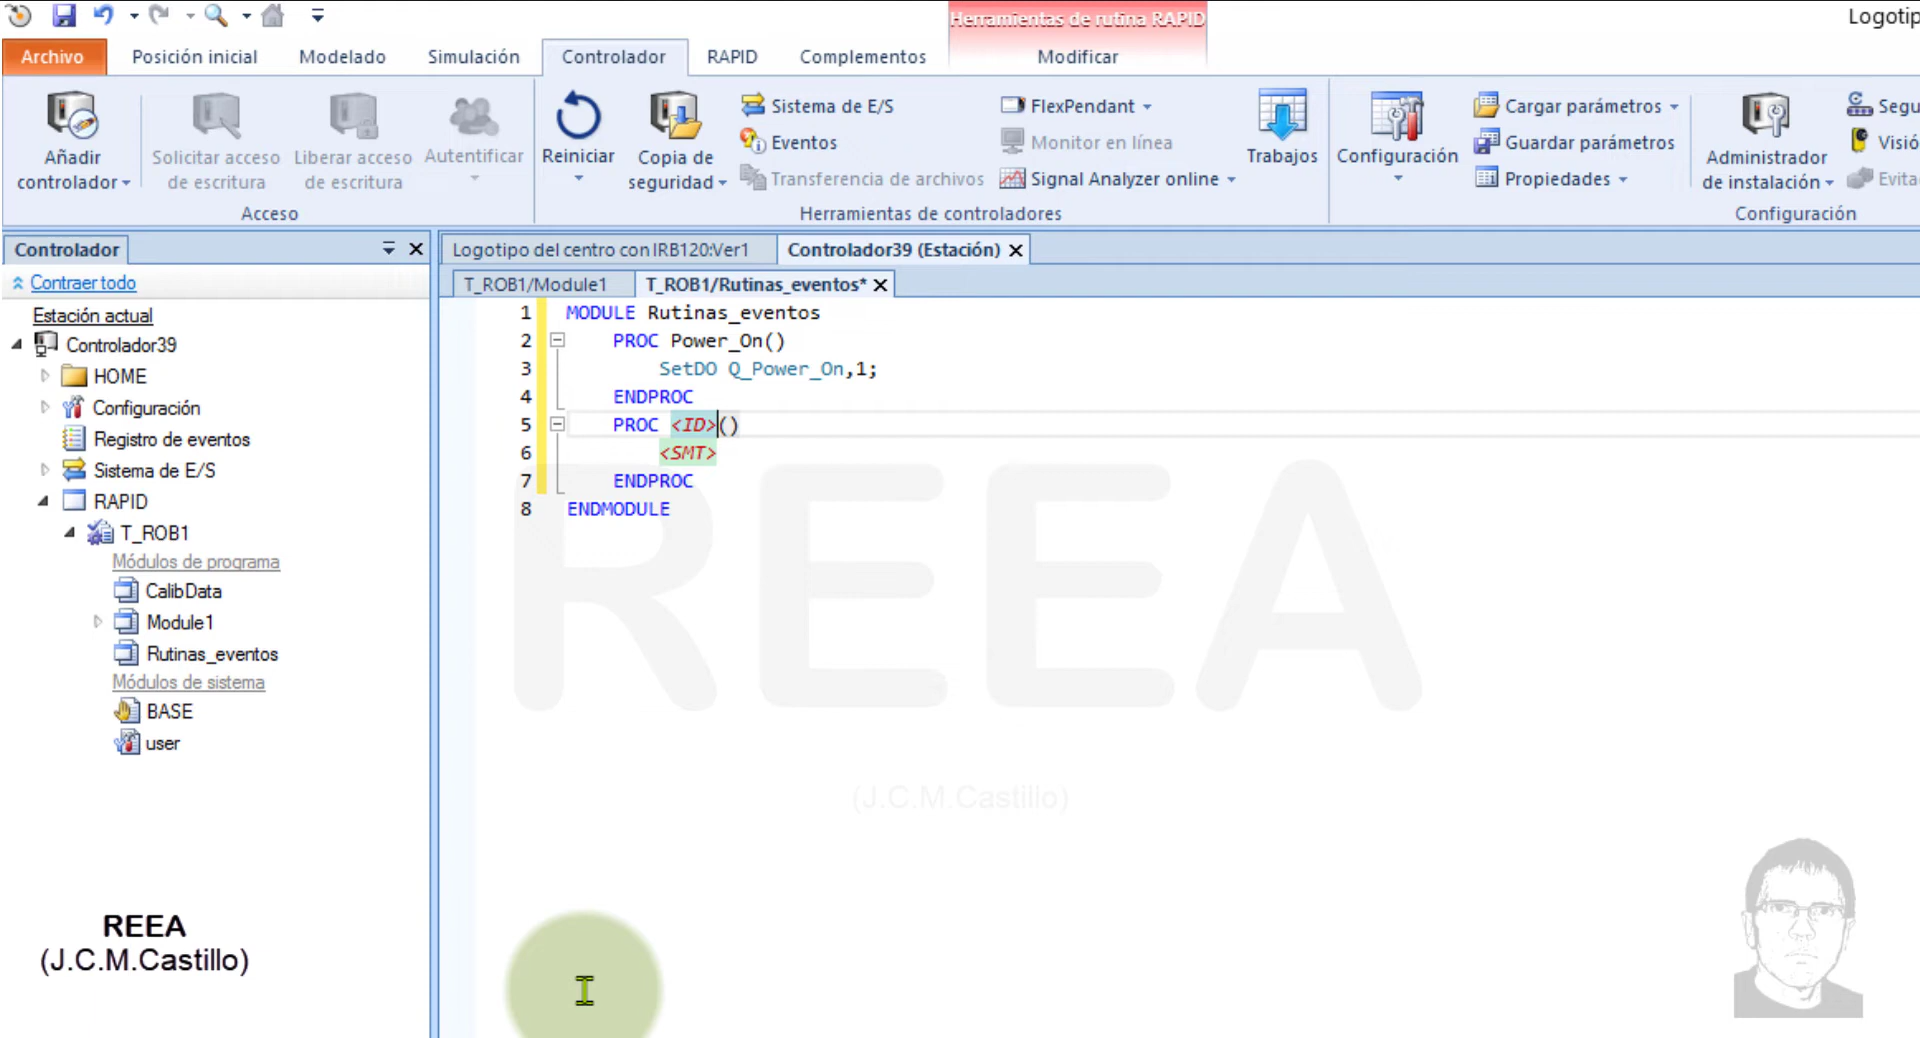 Herramientas de rutina RAPID
Logotip
Archivo
Posición inicial
Modelado
Simulación
Controlador
RAPID
Complementos
Modificar
Añadir
controlador
Solicitar acceso
de escritura
Liberar acceso
de escritura
Autentificar
Acceso
Reiniciar
Copia de
seguridad
Sistema de E/S
Eventos
Transferencia de archivos
FlexPendant
Monitor en línea
Signal Analyzer online
Trabajos
Herramientas de controladores
Configuración
Cargar parámetros
Guardar parámetros
Propiedades
Administrador
de instalación
Segu
Visió
Evita
Configuración
Controlador
Contraer todo
Estación actual
Controlador39
HOME
Configuración
Registro de eventos
Sistema de E/S
RAPID
T_ROB1
Módulos de programa
CalibData
Module1
Rutinas_eventos
Módulos de sistema
BASE
user
REEA
(J.C.M.Castillo)
Logotipo del centro con IRB120:Ver1
Controlador39 (Estación)
T_ROB1/Module1
T_ROB1/Rutinas_eventos*
1 MODULE Rutinas_eventos
2 PROC Power_On()
3 SetDO Q_Power_On,1;
4 ENDPROC
5 PROC <ID>()
6 <SMT>
7 ENDPROC
8 ENDMODULE
REEA
(J.C.M.Castillo)